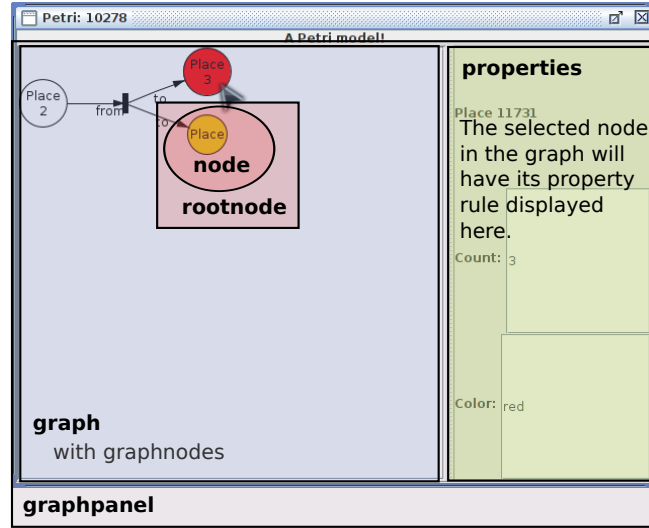 Petri: 10278
A Petri model!
Place
3
Place
2
from
to
to
Place
node
rootnode
graph
with graphnodes
properties
Place 11731
The selected node
in the graph will
have its property
rule displayed
here.
Count:
3
Color:
red
graphpanel